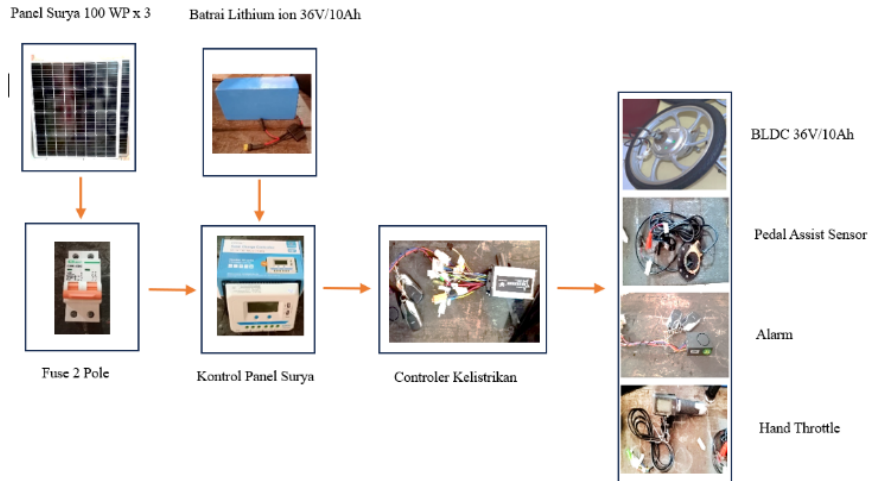 Panel Surya 100 WP x 3
Batrai Lithium ion 36V/10Ah
BLDC 36V/10Ah
Pedal Assist Sensor
Alarm
Hand Throttle
Fuse 2 Pole
Kontrol Panel Surya
Controler Kelistrikan